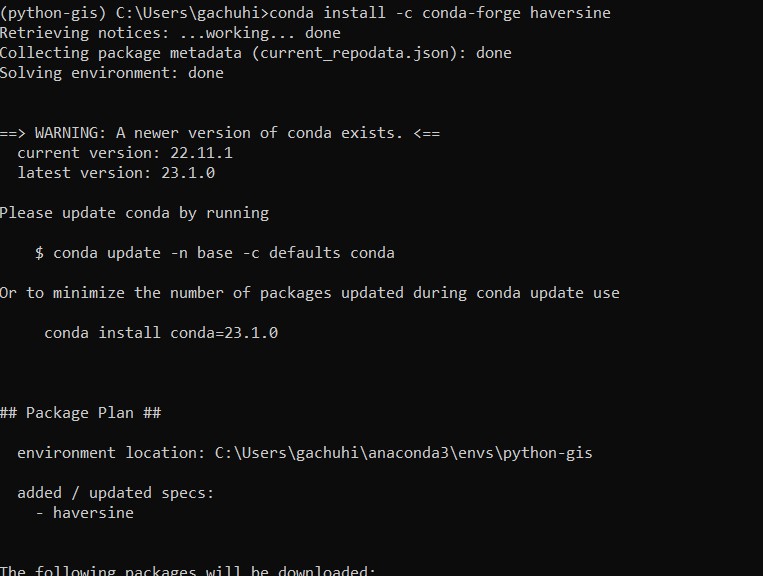 (python-gis) C:\Users\gachuhi>conda install -c conda-forge haversine
Retrieving notices: ...working... done
Collecting package metadata (current_repodata.json): done
Solving environment: done
==> WARNING: A newer version of conda exists. <==
current version: 22.11.1
latest version: 23.1.0
Please update conda by running
$ conda update -n base -c defaults conda
Or to minimize the number of packages updated during conda update use
conda install conda=23.1.0
## Package Plan ##
environment location: C:\Users\gachuhi\anaconda3\envs\python-gis
added / updated specs:
- haversine
The following packages will be downloaded: